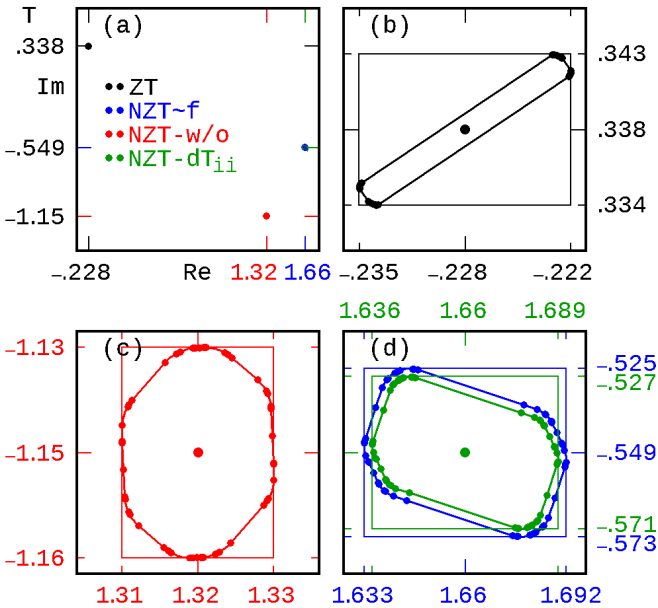 T
(a)
.338
Im
ZT
NZT~f
NZT-w/o
NZT-dTii
-.549
-1.15
-.228
Re
1.32
1.66
(b)
.343
.338
.334
-.235
-.228
-.222
(c)
-1.13
-1.15
-1.16
1.31
1.32
1.33
1.636
1.66
1.689
(d)
-.525
-.527
-.549
-.571
-.573
1.633
1.66
1.692